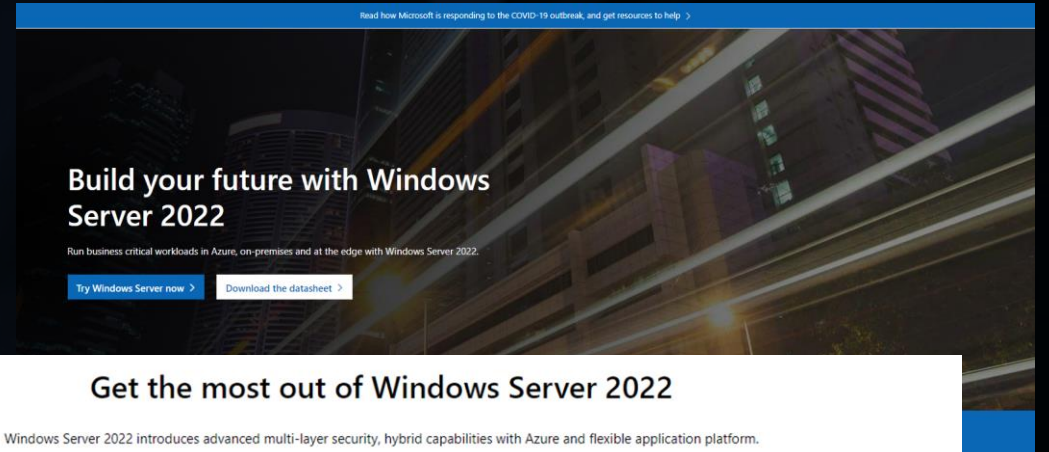 Read how Microsoft is responding to the COVID-19 outbreak, and get resources to help >
Build your future with Windows
Server 2022
Run business critical workloads in Azure, on-premises and at the edge with Windows Server 2022.
Try Windows Server now > Download the datasheet >
Get the most out of Windows Server 2022
Windows Server 2022 introduces advanced multi-layer security, hybrid capabilities with Azure and flexible application platform.